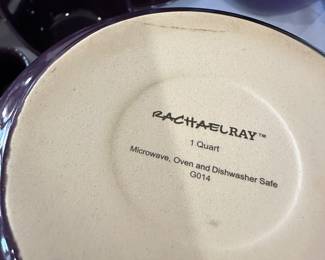 RACHAELRAY™
1 Quart
Microwave, Oven and Dishwasher Safe
G014